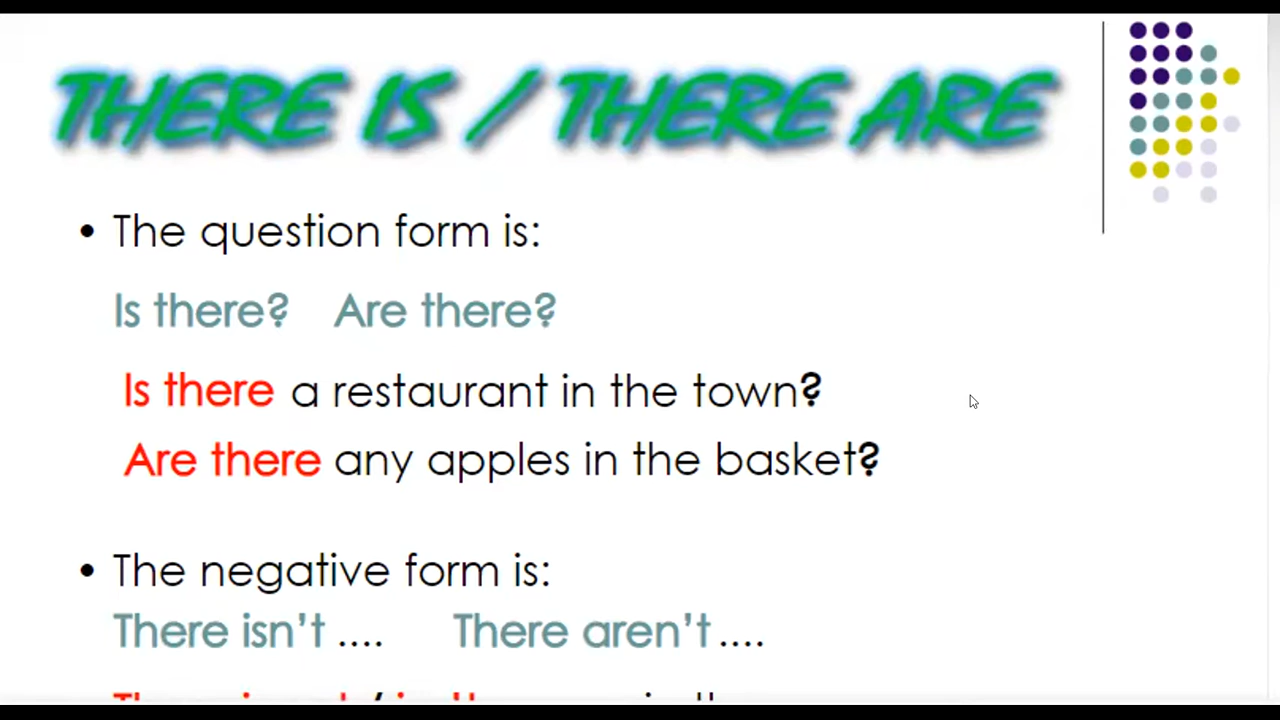 THERE IS / THERE ARE
• The question form is:
Is there? Are there?
Is there a restaurant in the town?
Are there any apples in the basket?
• The negative form is:
There isn't .... There aren't ....